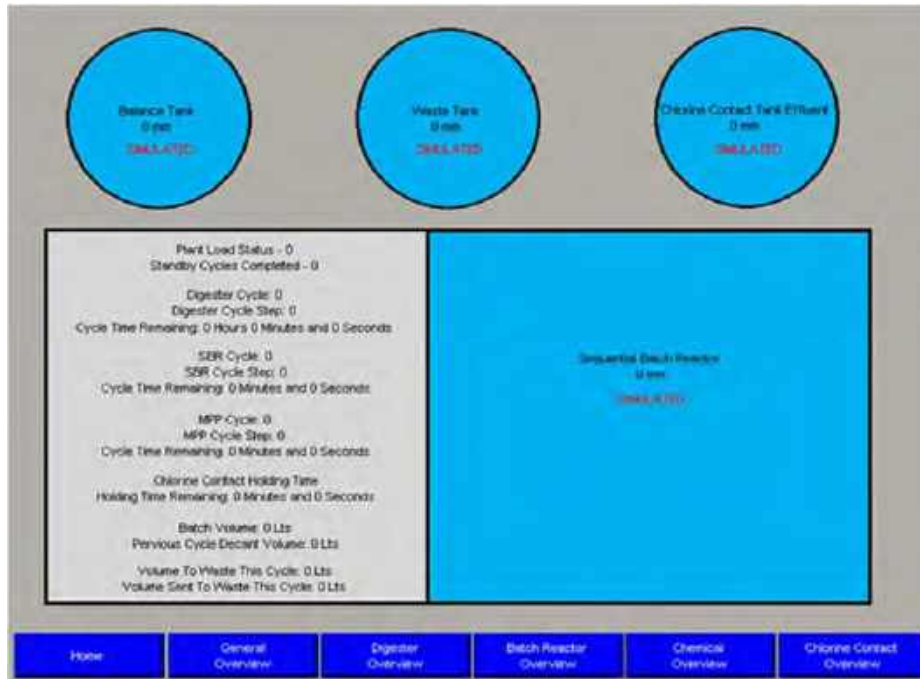 Balance Tank
0 mm
SIMULATED
Waste Tank
0 mm
SIMULATED
Chlorine Contact Tank Effluent
0 mm
SIMULATED
Plant Load Status - 0
Standby Cycles Completed - 0
Digester Cycle: 0
Digester Cycle Step: 0
Cycle Time Remaining: 0 Hours 0 Minutes and 0 Seconds
SBR Cycle: 0
SBR Cycle Step: 0
Cycle Time Remaining: 0 Minutes and 0 Seconds
MPP Cycle: 0
MPP Cycle Step: 0
Cycle Time Remaining: 0 Minutes and 0 Seconds
Chlorine Contact Holding Time
Holding Time Remaining: 0 Minutes and 0 Seconds
Batch Volume: 0 Lts
Pervious Cycle Decant Volume: 0 Lts
Volume To Waste This Cycle: 0 Lts
Volume Sent To Waste This Cycle: 0 Lts
Sequential Batch Reactor
0 mm
SIMULATED
Home
General Overview
Digester Overview
Batch Reactor Overview
Chemical Overview
Chlorine Contact Overview